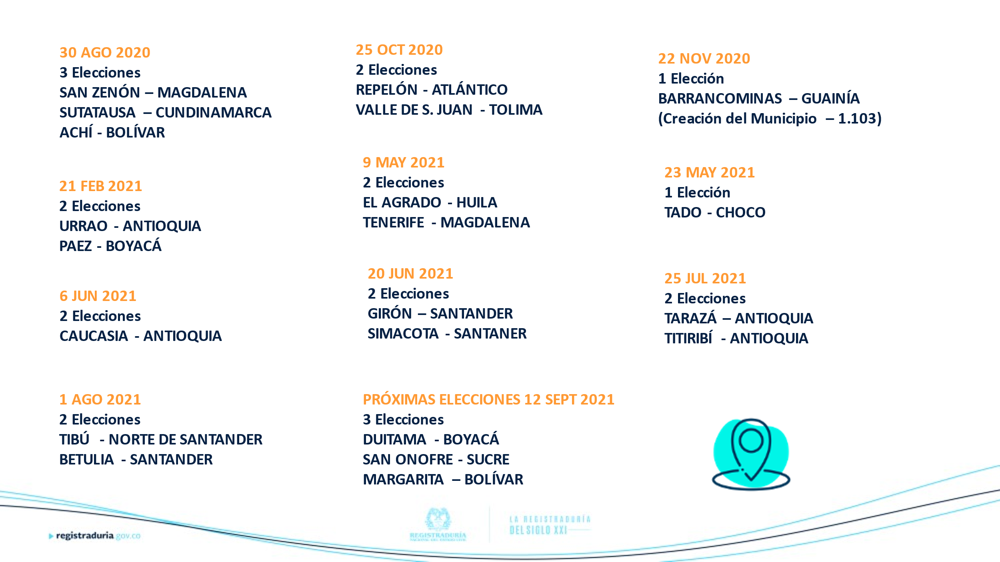 30 AGO 2020
3 Elecciones
SAN ZENÓN – MAGDALENA
SUTATAUSA – CUNDINAMARCA
ACHÍ - BOLÍVAR
25 OCT 2020
2 Elecciones
REPELÓN - ATLÁNTICO
VALLE DE S. JUAN - TOLIMA
22 NOV 2020
1 Elección
BARRANCOMINAS – GUAINÍA
(Creación del Municipio – 1.103)
21 FEB 2021
2 Elecciones
URRAO - ANTIOQUIA
PAEZ - BOYACÁ
9 MAY 2021
2 Elecciones
EL AGRADO - HUILA
TENERIFE - MAGDALENA
23 MAY 2021
1 Elección
TADO - CHOCO
6 JUN 2021
2 Elecciones
CAUCASIA - ANTIOQUIA
20 JUN 2021
2 Elecciones
GIRÓN – SANTANDER
SIMACOTA - SANTANER
25 JUL 2021
2 Elecciones
TARAZÁ – ANTIOQUIA
TITIRIBÍ - ANTIOQUIA
1 AGO 2021
2 Elecciones
TIBÚ - NORTE DE SANTANDER
BETULIA - SANTANDER
PRÓXIMAS ELECCIONES 12 SEPT 2021
3 Elecciones
DUITAMA - BOYACÁ
SAN ONOFRE - SUCRE
MARGARITA – BOLÍVAR
registraduria.gov.co
REGISTRADURÍA
NACIONAL DEL ESTADO CIVIL
LA REGISTRADURÍA
DEL SIGLO XXI